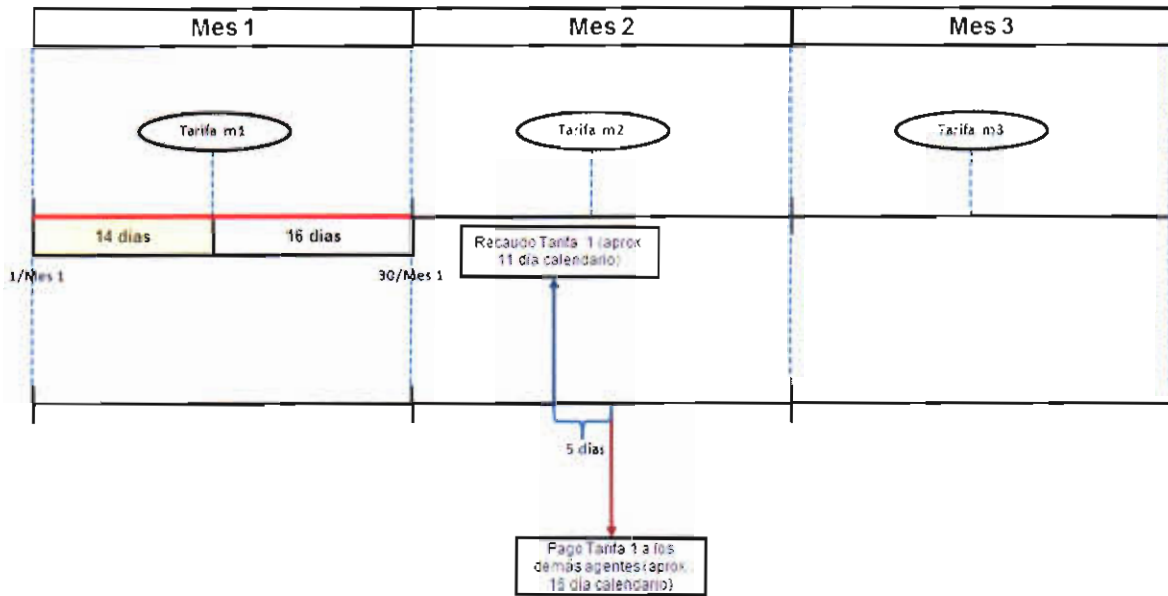 Mes 1
Mes 2
Mes 3
Tarifa m1
Tarifa m2
Tarifa m3
14 dias
16 dias
Recaudo Tarifa 1 (aprox
11 dia calendario)
1/Mes 1
30/Mes 1
5 dias
Pago Tarifa 1 a los
demás agentes (aprox.
16 dia calendario)